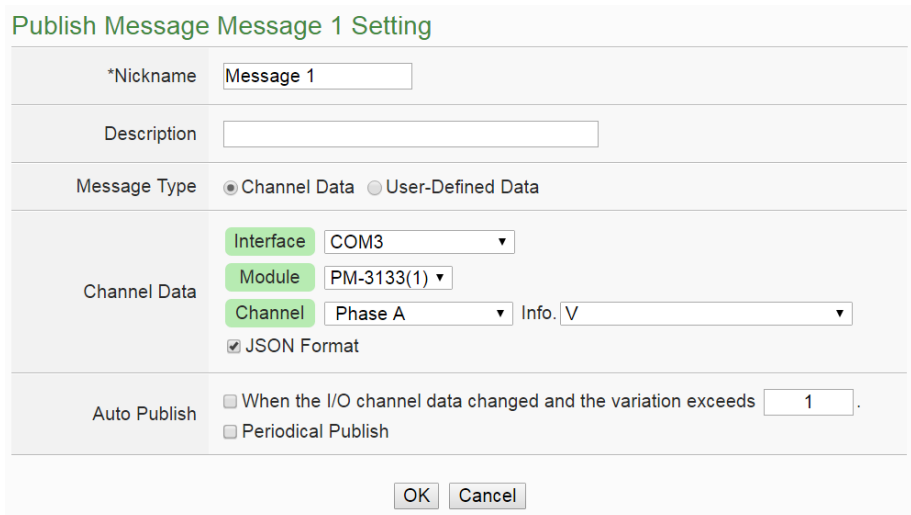 Publish Message Message 1 Setting
*Nickname Message 1
Description
Message Type Channel Data User-Defined Data
Interface COM3
Module PM-3133(1)
Channel Data
Channel Phase A Info. V
JSON Format
When the I/O channel data changed and the variation exceeds 1 .
Auto Publish
Periodical Publish
OK Cancel